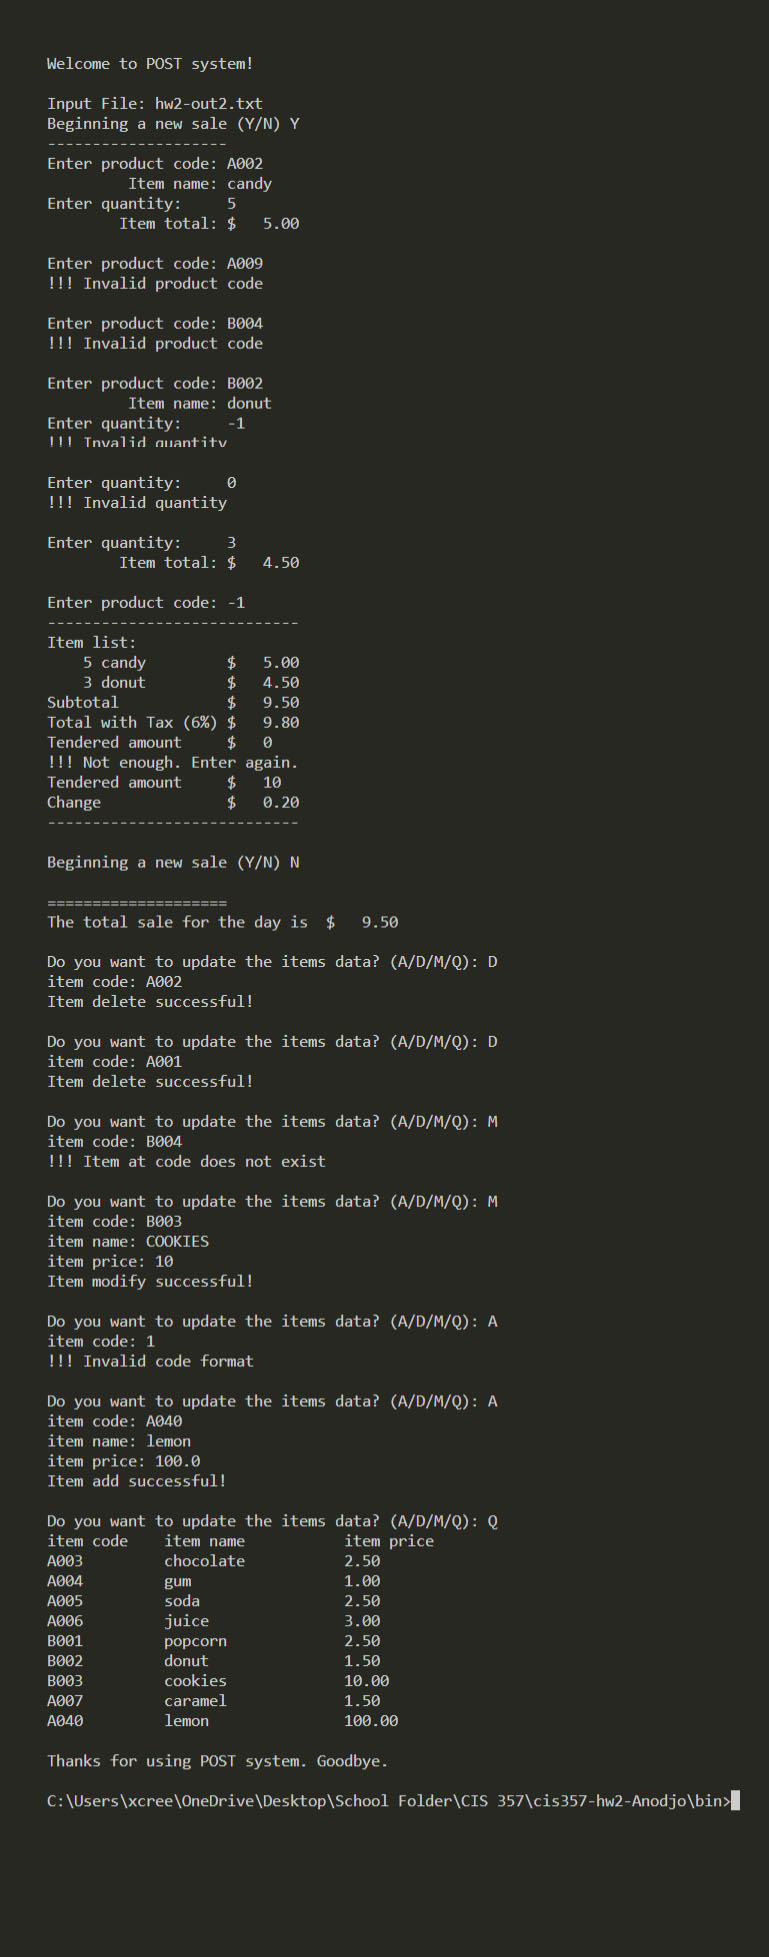 Welcome to POST system!
Input File: hw2-out2.txt
Beginning a new sale (Y/N) Y
--------------------
Enter product code: A002
         Item name: candy
Enter quantity:     5
        Item total: $   5.00
Enter product code: A009
!!! Invalid product code
Enter product code: B004
!!! Invalid product code
Enter product code: B002
         Item name: donut
Enter quantity:     -1
!!! Invalid quantity
Enter quantity:     0
!!! Invalid quantity
Enter quantity:     3
        Item total: $   4.50
Enter product code: -1
----------------------------
Item list:
    5 candy         $   5.00
    3 donut         $   4.50
Subtotal            $   9.50
Total with Tax (6%) $   9.80
Tendered amount     $   0
!!! Not enough. Enter again.
Tendered amount     $   10
Change              $   0.20
----------------------------
Beginning a new sale (Y/N) N
====================
The total sale for the day is  $   9.50
Do you want to update the items data? (A/D/M/Q): D
item code: A002
Item delete successful!
Do you want to update the items data? (A/D/M/Q): D
item code: A001
Item delete successful!
Do you want to update the items data? (A/D/M/Q): M
item code: B004
!!! Item at code does not exist
Do you want to update the items data? (A/D/M/Q): M
item code: B003
item name: COOKIES
item price: 10
Item modify successful!
Do you want to update the items data? (A/D/M/Q): A
item code: 1
!!! Invalid code format
Do you want to update the items data? (A/D/M/Q): A
item code: A040
item name: lemon
item price: 100.0
Item add successful!
Do you want to update the items data? (A/D/M/Q): Q
item code    item name           item price
A003         chocolate           2.50
A004         gum                 1.00
A005         soda                2.50
A006         juice               3.00
B001         popcorn             2.50
B002         donut               1.50
B003         cookies             10.00
A007         caramel             1.50
A040         lemon               100.00
Thanks for using POST system. Goodbye.
C:\Users\xcree\OneDrive\Desktop\School Folder\CIS 357\cis357-hw2-Anodjo\bin>